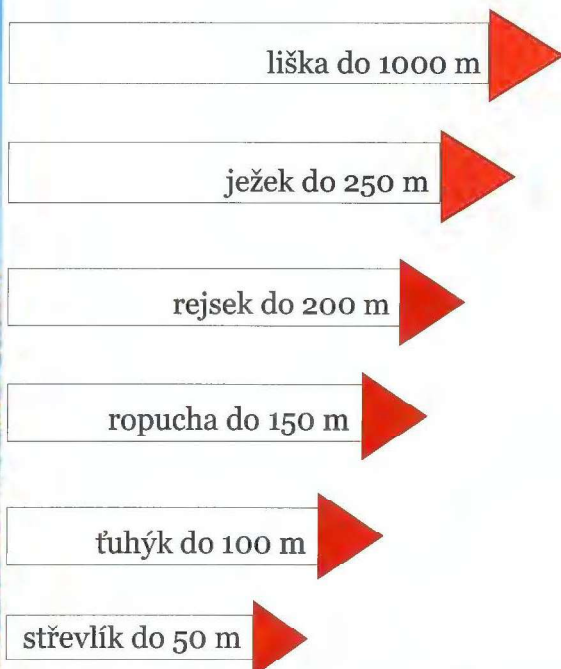 liška do 1000 m
ježek do 250 m
rejsek do 200 m
ropucha do 150 m
ťuhýk do 100 m
střevlík do 50 m